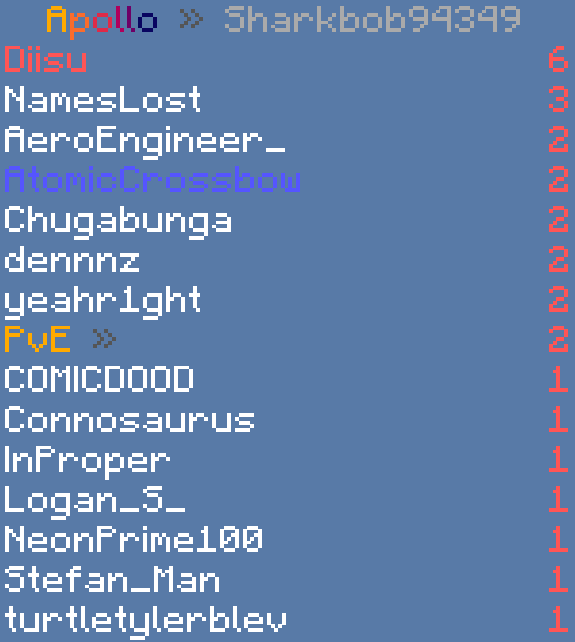 Apollo » Sharkbob94349
Diisu 6
NamesLost 3
AeroEngineer_ 2
AtomicCrossbow 2
Chugabunga 2
dennnz 2
yeahr1ght 2
PvE » 2
COMICDOOD 1
Connosaurus 1
InProper 1
Logan_S_ 1
NeonPrime100 1
Stefan_Man 1
turtletylerblev 1